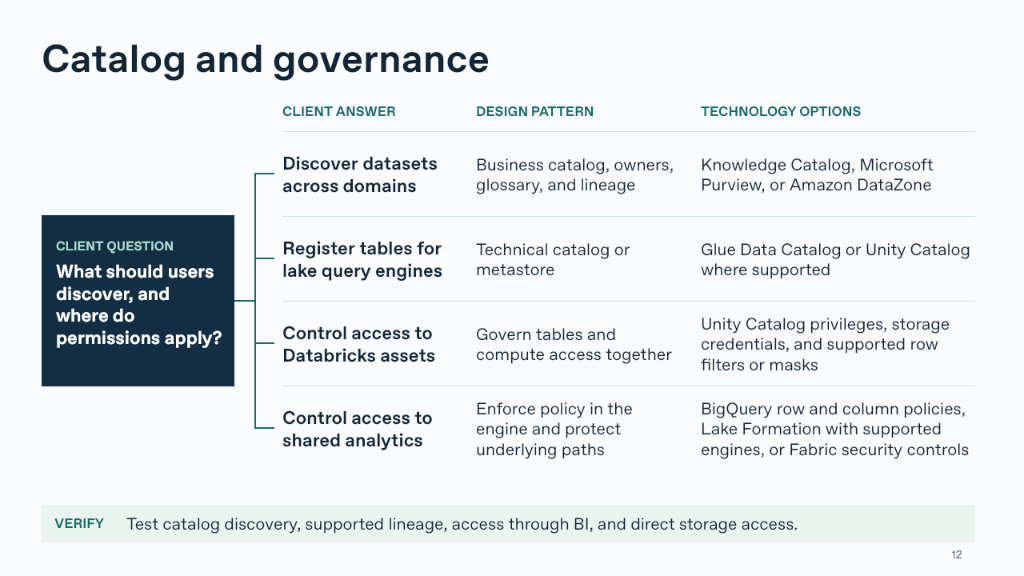 Catalog and governance
CLIENT ANSWER
DESIGN PATTERN
TECHNOLOGY OPTIONS
CLIENT QUESTION
What should users
discover, and
where do
permissions apply?
Discover datasets
across domains
Business catalog, owners,
glossary, and lineage
Knowledge Catalog, Microsoft
Purview, or Amazon DataZone
Register tables for
lake query engines
Technical catalog or
metastore
Glue Data Catalog or Unity Catalog
where supported
Control access to
Databricks assets
Govern tables and
compute access together
Unity Catalog privileges, storage
credentials, and supported row
filters or masks
Control access to
shared analytics
Enforce policy in the
engine and protect
underlying paths
BigQuery row and column policies,
Lake Formation with supported
engines, or Fabric security controls
VERIFY Test catalog discovery, supported lineage, access through BI, and direct storage access.
12